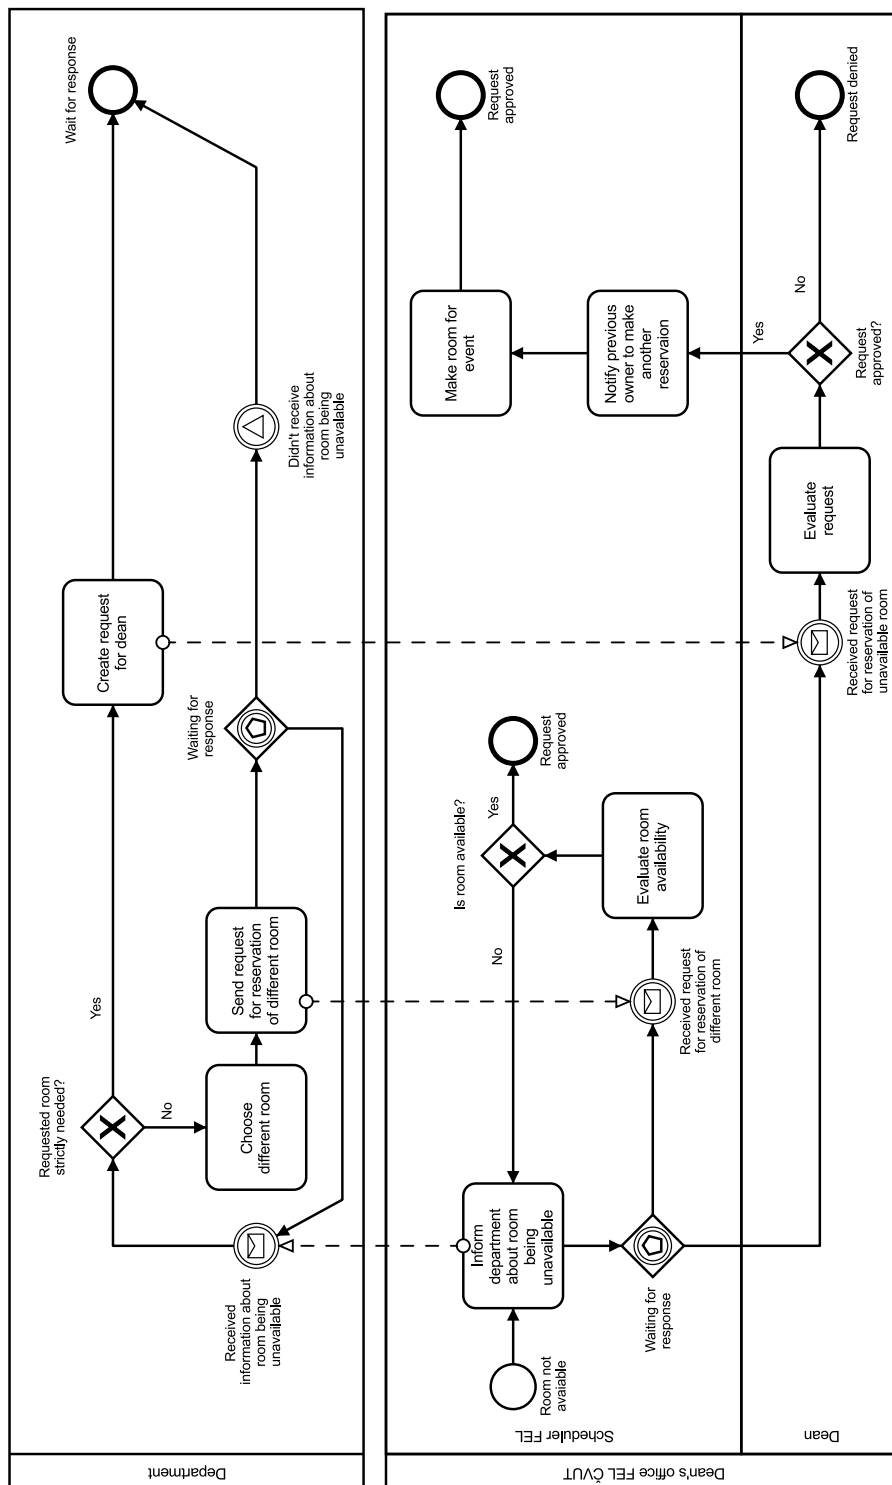 Department
Received
information about
room being
unavailable
Requested room
strictly needed?
Yes
No
Choose
different room
Send request
for reservation
of different room
Waiting for
response
Create request
for dean
Didn't receive
information about
room being
unavalable
Wait for response
Dean's office FEL ČVUT
Scheduler FEL
Room not
avaiable
Inform
department
about room
being
unavailable
Waiting for
response
Received request
for reservation of
different room
Evaluate room
availability
Is room available?
No
Yes
Request
approved
Notify previous
owner to make
another
reservaion
Make room for
event
Request
approved
Dean
Received request
for reservation of
unavailable room
Evaluate
request
Request
approved?
Yes
No
Request denied